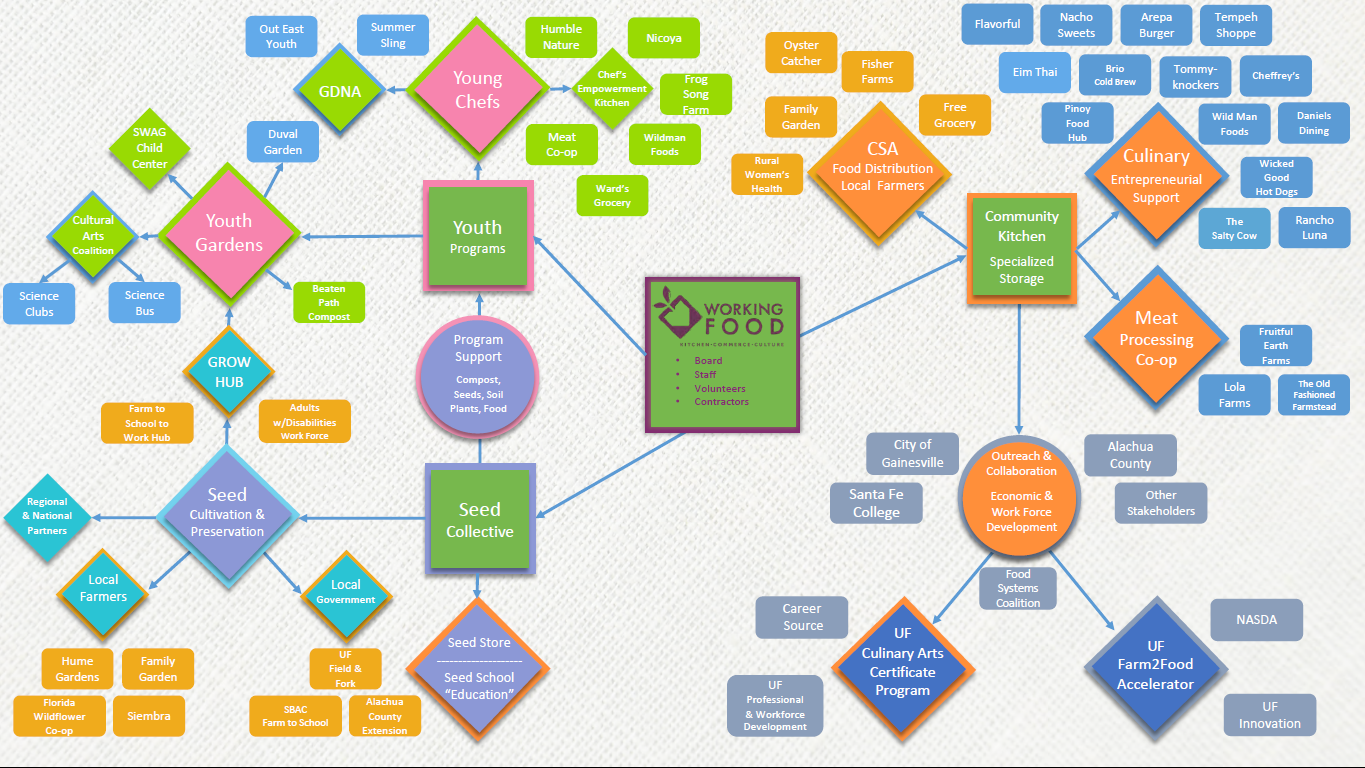 Out East
Youth
Summer
Sling
GDNA
Young
Chefs
Humble
Nature
Nicoya
Chef's
Empowerment
Kitchen
Frog
Song
Farm
Meat
Co-op
Wildman
Foods
Ward's
Grocery
SWAG
Child
Center
Duval
Garden
Cultural
Arts
Coalition
Youth
Gardens
Science
Clubs
Science
Bus
Beaten
Path
Compost
Youth
Programs
GROW
HUB
Farm to
School to
Work Hub
Adults
w/Disabilities
Work Force
Program
Support
Compost,
Seeds, Soil
Plants, Food
WORKING
FOOD
KITCHEN•COMMERCE•CULTURE
• Board
• Staff
• Volunteers
• Contractors
Seed
Cultivation &
Preservation
Seed
Collective
Regional
& National
Partners
Local
Farmers
Local
Government
Hume
Gardens
Family
Garden
Florida
Wildflower
Co-op
Siembra
UF
Field &
Fork
SBAC
Farm to School
Alachua
County
Extension
Seed Store
---------------------
Seed School
“Education”
Oyster
Catcher
Fisher
Farms
Family
Garden
Free
Grocery
Rural
Women's
Health
CSA
Food Distribution
Local Farmers
Community
Kitchen
Specialized
Storage
Flavorful
Nacho
Sweets
Arepa
Burger
Tempeh
Shoppe
Eim Thai
Brio
Cold Brew
Tommy-
knockers
Cheffrey's
Pinoy
Food
Hub
Wild Man
Foods
Daniels
Dining
Culinary
Entrepreneurial
Support
Wicked
Good
Hot Dogs
The
Salty Cow
Rancho
Luna
Meat
Processing
Co-op
Fruitful
Earth
Farms
Lola
Farms
The Old
Fashioned
Farmstead
City of
Gainesville
Santa Fe
College
Outreach &
Collaboration
Economic &
Work Force
Development
Alachua
County
Other
Stakeholders
Food
Systems
Coalition
Career
Source
UF
Professional
& Workforce
Development
UF
Culinary Arts
Certificate
Program
UF
Farm2Food
Accelerator
NASDA
UF
Innovation